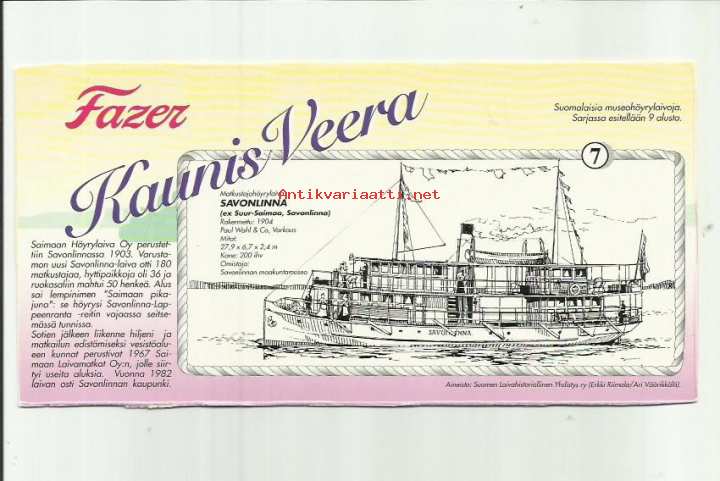 Fazer
Kaunis Veera
Suomalaisia museohöyrylaivoja.
Sarjassa esitellään 9 alusta.
7
Matkustajahöyrylaiva
Antikvariaatti.net
SAVONLINNA
(ex Suur-Saimaa, Savonlinna)
Rakennettu: 1904
Paul Wahl & Co, Varkaus
Mitat:
27,9 x 6,7 x 2,4 m
Kone: 200 ihv
Omistaja:
Savonlinnan maakuntamuseo
SAVONLINNA
Saimaan Höyrylaiva Oy perustet-
tiin Savonlinnassa 1903. Varusta-
mon uusi Savonlinna-laiva otti 180
matkustajaa, hyttipaikkoja oli 36 ja
ruokasaliin mahtui 50 henkeä. Alus
sai lempinimen "Saimaan pika-
juna": se höyrysi Savonlinna-Lap-
peenranta -reitin vajaassa seitse-
mässä tunnissa.
Sotien jälkeen liikenne hiljeni ja
matkailun edistämiseksi vesistöalu-
een kunnat perustivat 1967 Sai-
maan Laivamatkat Oy:n, jolle siir-
tyi useita aluksia. Vuonna 1982
laivan osti Savonlinnan kaupunki.
Aineisto: Suomen Laivahistoriallinen Yhdistys ry (Erkki Riimala/Ari Väärikkälä).